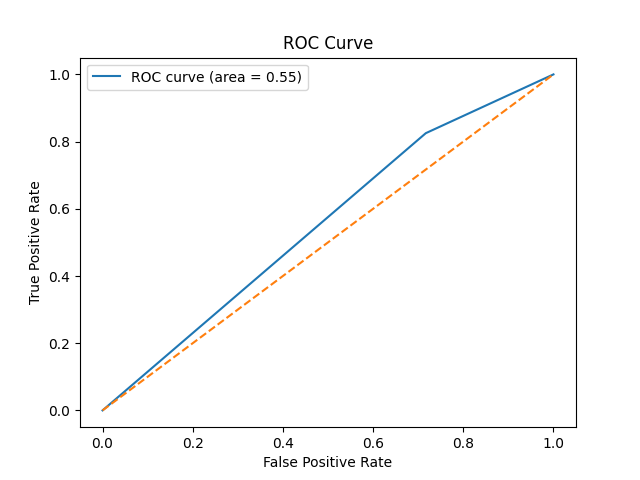 ROC Curve
ROC curve (area = 0.55)
1.0
0.8
0.6
0.4
0.2
0.0
True Positive Rate
0.0 0.2 0.4 0.6 0.8 1.0
False Positive Rate